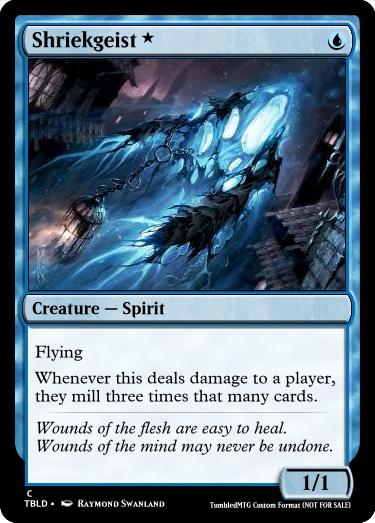 Shriekgeist ★
Creature — Spirit
Flying
Whenever this deals damage to a player,
they mill three times that many cards.
Wounds of the flesh are easy to heal.
Wounds of the mind may never be undone.
1/1
C
TBLD • Raymond Swanland
TumbledMTG Custom Format (NOT FOR SALE)